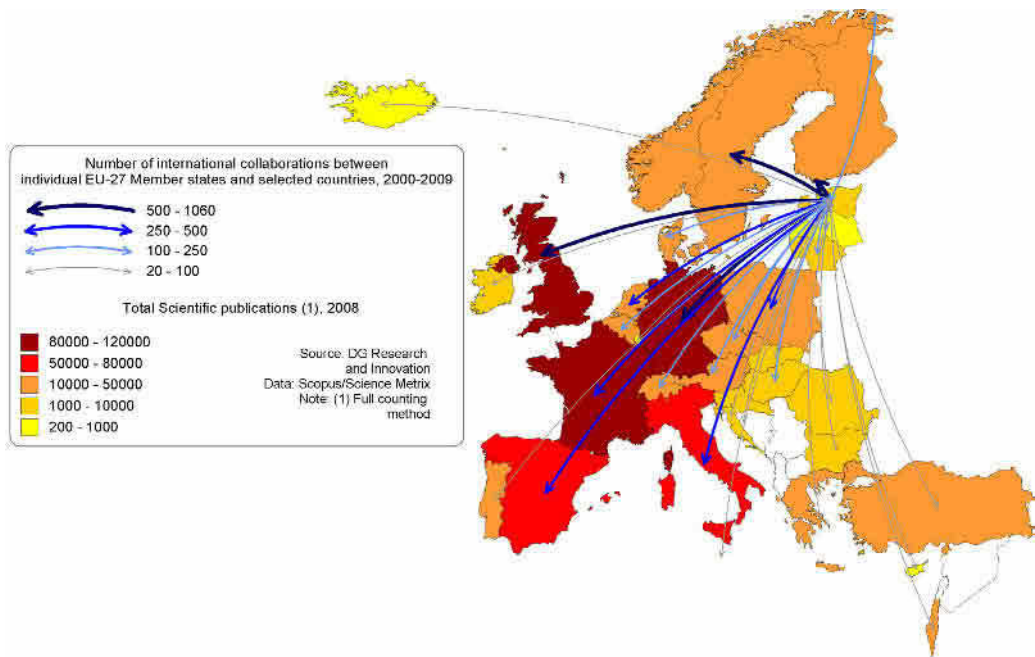 Number of international collaborations between
individual EU-27 Member states and selected countries, 2000-2009
500 - 1060
250 - 500
100 - 250
20 - 100
Total Scientific publications (1), 2008
80000 - 120000
50000 - 80000
10000 - 50000
1000 - 10000
200 - 1000
Source: DG Research
and Innovation
Data: Scopus/Science Metrix
Note: (1) Full counting
method